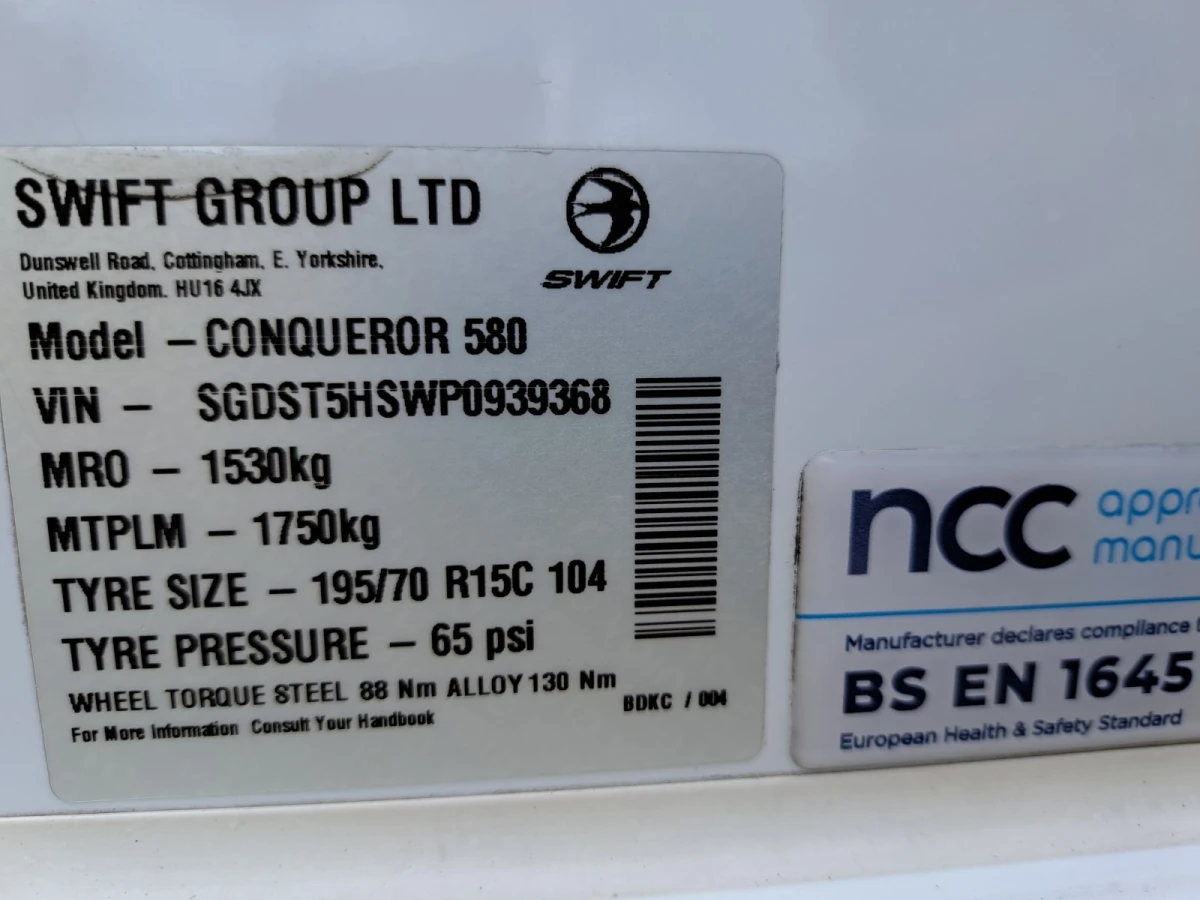 SWIFT GROUP LTD
Dunswell Road, Cottingham, E. Yorkshire,
United Kingdom. HU16 4JX
SWIFT
Model – CONQUEROR 580
VIN – SGDST5HSWP0939368
MRO – 1530kg
MTPLM – 1750kg
TYRE SIZE – 195/70 R15C 104
TYRE PRESSURE – 65 psi
WHEEL TORQUE STEEL 88 Nm ALLOY 130 Nm
For More Information Consult Your Handbook
BDKC / 004
ncc
Manufacturer declares compliance
BS EN 1645
European Health & Safety Standard